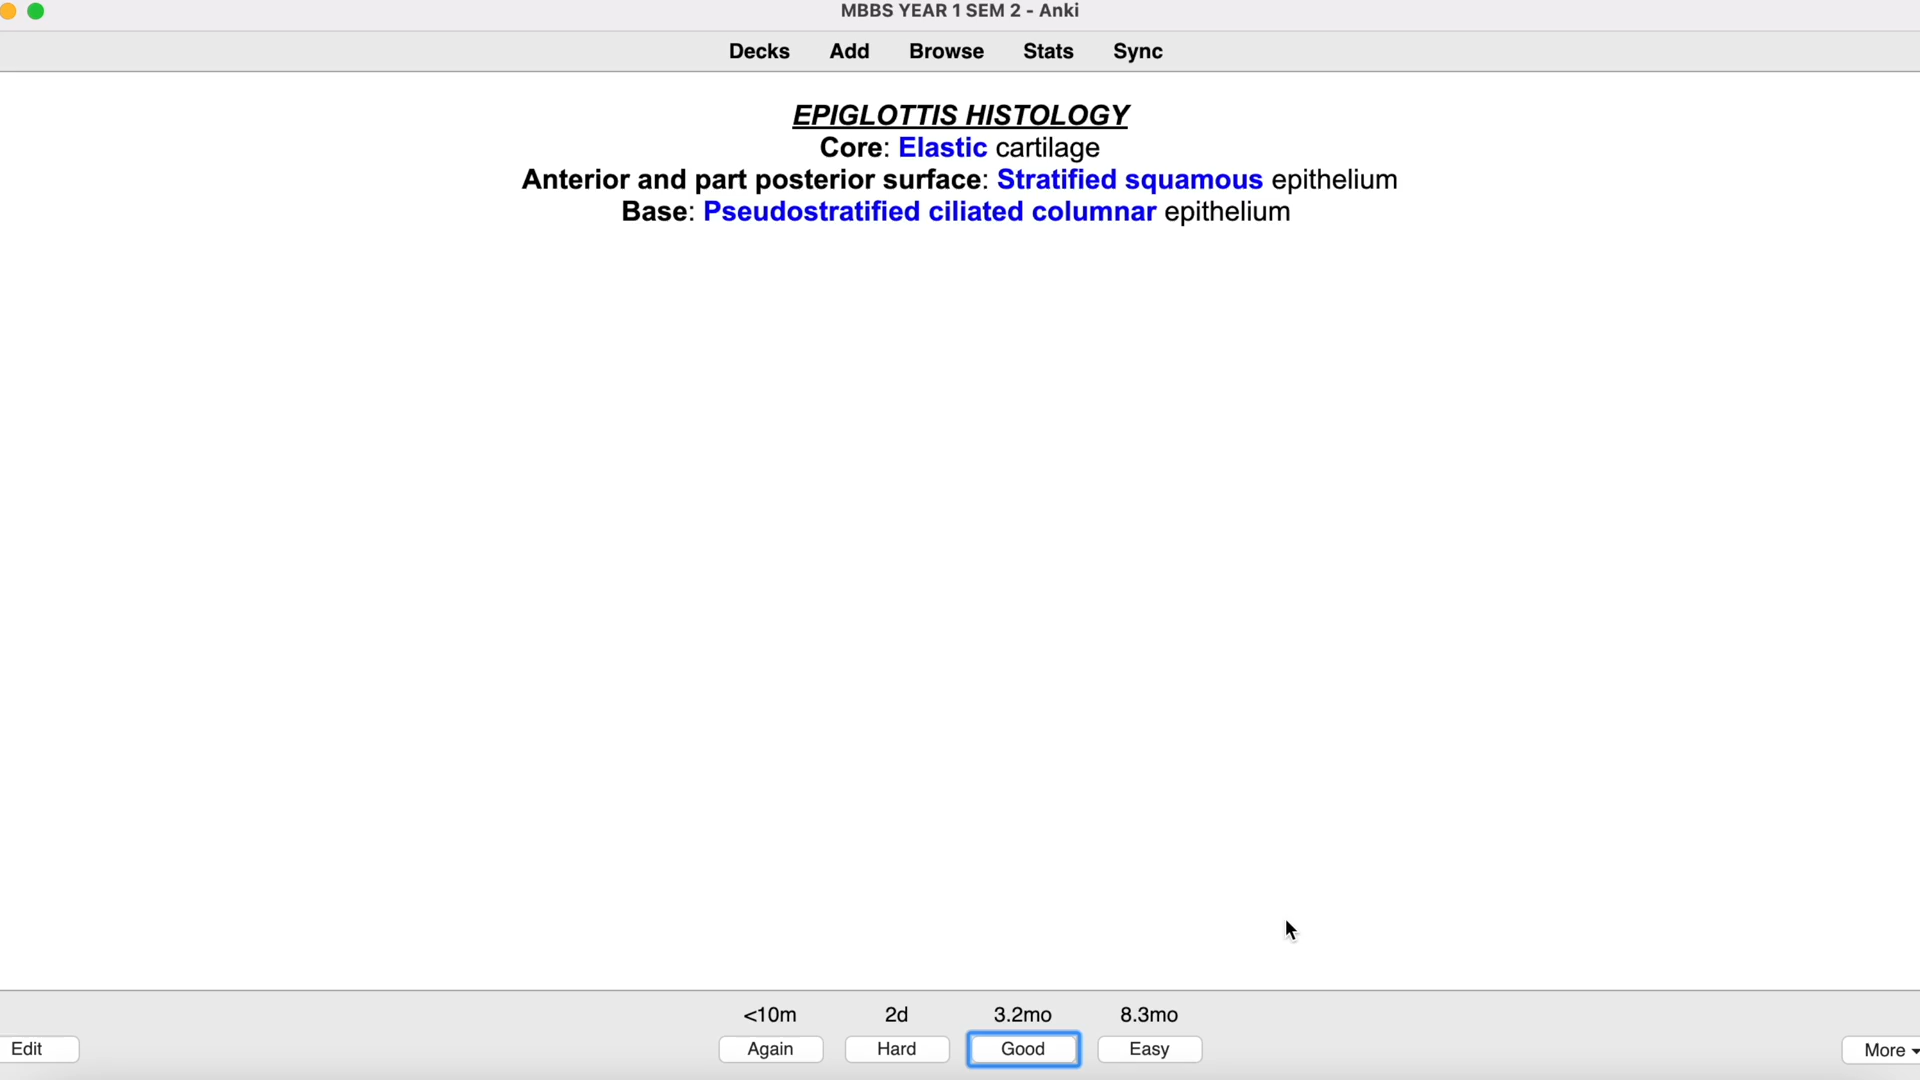 MBBS YEAR 1 SEM 2 - Anki
Decks Add Browse Stats Sync
EPIGLOTTIS HISTOLOGY
Core: Elastic cartilage
Anterior and part posterior surface: Stratified squamous epithelium
Base: Pseudostratified ciliated columnar epithelium
<10m 2d 3.2mo 8.3mo
Edit Again Hard Good Easy More